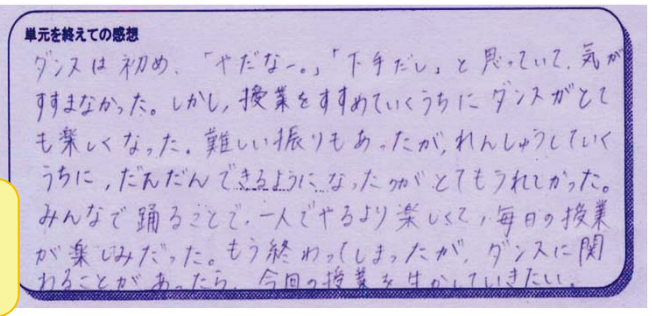 単元を終えての感想
ダンスは初め、「やだなー。」「下手だし」と思っていて、気が
すすまなかった。しかし、授業をすすめていくうちにダンスがとて
も楽しくなった。難しい振りもあったが、れんしゅうしていく
うちに、だんだんできるようになったのがとてもうれしかった。
みんなで踊ることで、一人でやるより楽しくて、毎日の授業
が楽しみだった。もう終わってしまったが、ダンスに関
わることがあったら、今回の授業を生かしていきたい。